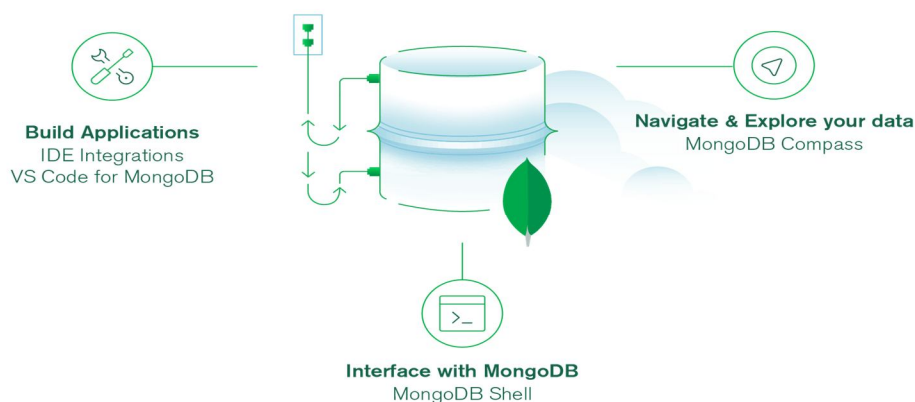 Build Applications
IDE Integrations
VS Code for MongoDB
Navigate & Explore your data
MongoDB Compass
>_
Interface with MongoDB
MongoDB Shell